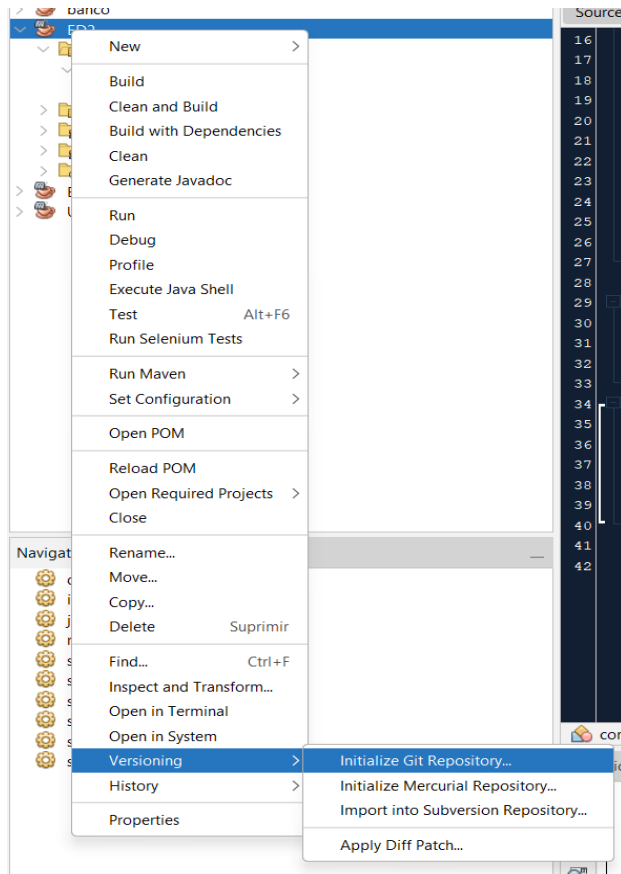 banco
Source
New
Build
Clean and Build
Build with Dependencies
Clean
Generate Javadoc
Run
Debug
Profile
Execute Java Shell
Test Alt+F6
Run Selenium Tests
Run Maven
Set Configuration
Open POM
Reload POM
Open Required Projects
Close
Rename...
Move...
Copy...
Delete Suprimir
Find... Ctrl+F
Inspect and Transform...
Open in Terminal
Open in System
Versioning
History
Properties
Initialize Git Repository...
Initialize Mercurial Repository...
Import into Subversion Repository...
Apply Diff Patch...
Navigat
16
17
18
19
20
21
22
23
24
25
26
27
28
29
30
31
32
33
34
35
36
37
38
39
40
41
42